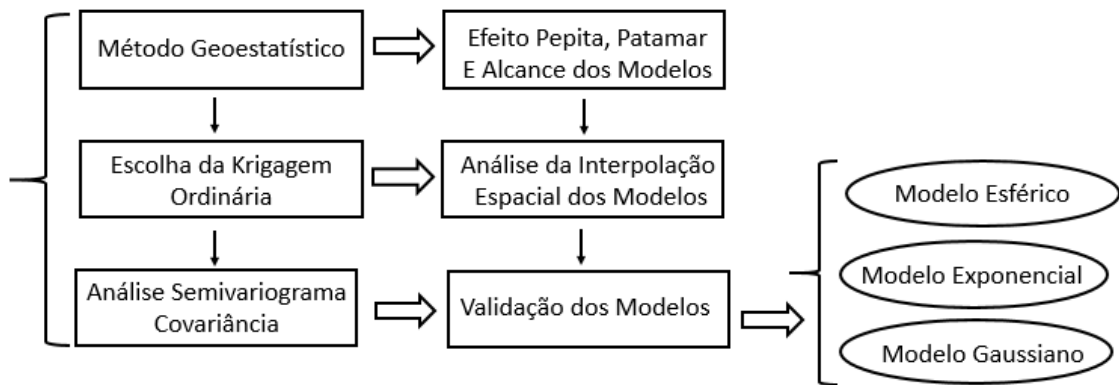 Método Geoestatístico
Efeito Pepita, Patamar
E Alcance dos Modelos
Escolha da Krigagem
Ordinária
Análise da Interpolação
Espacial dos Modelos
Análise Semivariograma
Covariância
Validação dos Modelos
Modelo Esférico
Modelo Exponencial
Modelo Gaussiano